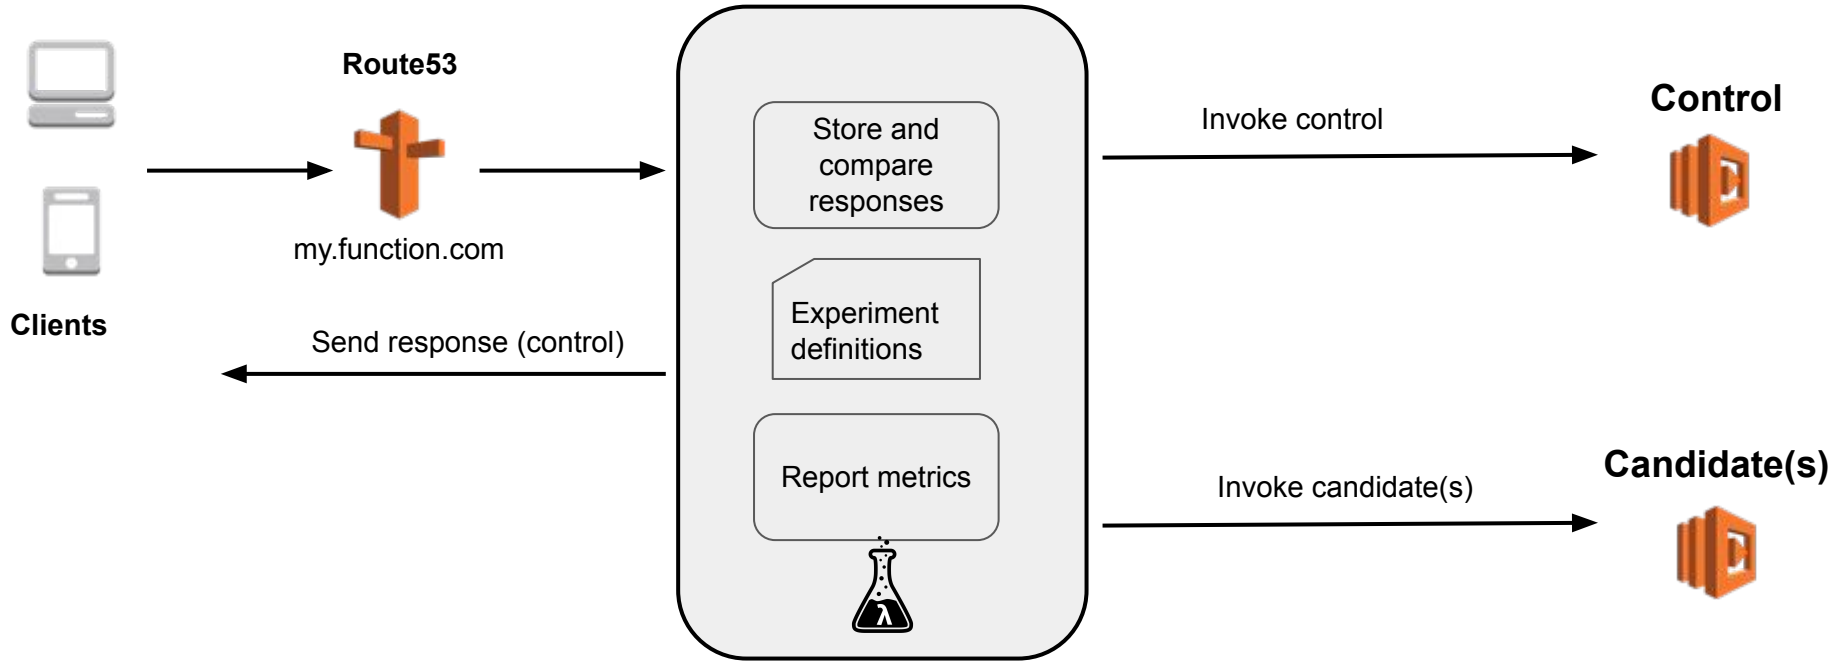 Clients
Route53
my.function.com
Send response (control)
Store and
compare
responses
Experiment
definitions
Report metrics
λ
Invoke control
Control
Invoke candidate(s)
Candidate(s)